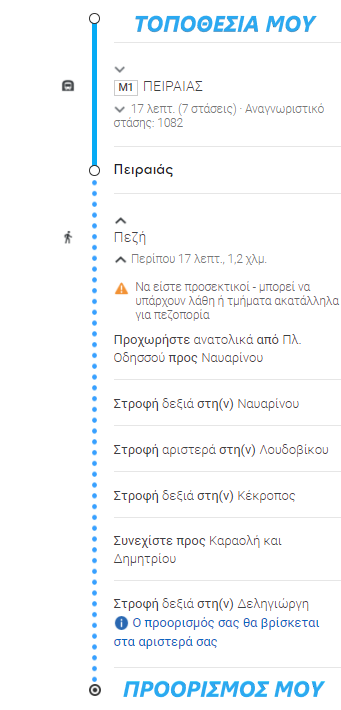 ΤΟΠΟΘΕΣΙΑ ΜΟΥ
M1 ΠΕΙΡΑΙΑΣ
17 λεπτ. (7 στάσεις) · Αναγνωριστικό
στάσης: 1082
Πειραιάς
Πεζή
Περίπου 17 λεπτ., 1,2 χλμ.
Να είστε προσεκτικοί - μπορεί να
υπάρχουν λάθη ή τμήματα ακατάλληλα
για πεζοπορία
Προχωρήστε ανατολικά από Πλ.
Οδησσού προς Ναυαρίνου
Στροφή δεξιά στη(ν) Ναυαρίνου
Στροφή αριστερά στη(ν) Λουδοβίκου
Στροφή δεξιά στη(ν) Κέκροπος
Συνεχίστε προς Καραολή και
Δημητρίου
Στροφή δεξιά στη(ν) Δεληγιώργη
Ο προορισμός σας θα βρίσκεται
στα αριστερά σας
ΠΡΟΟΡΙΣΜΟΣ ΜΟΥ